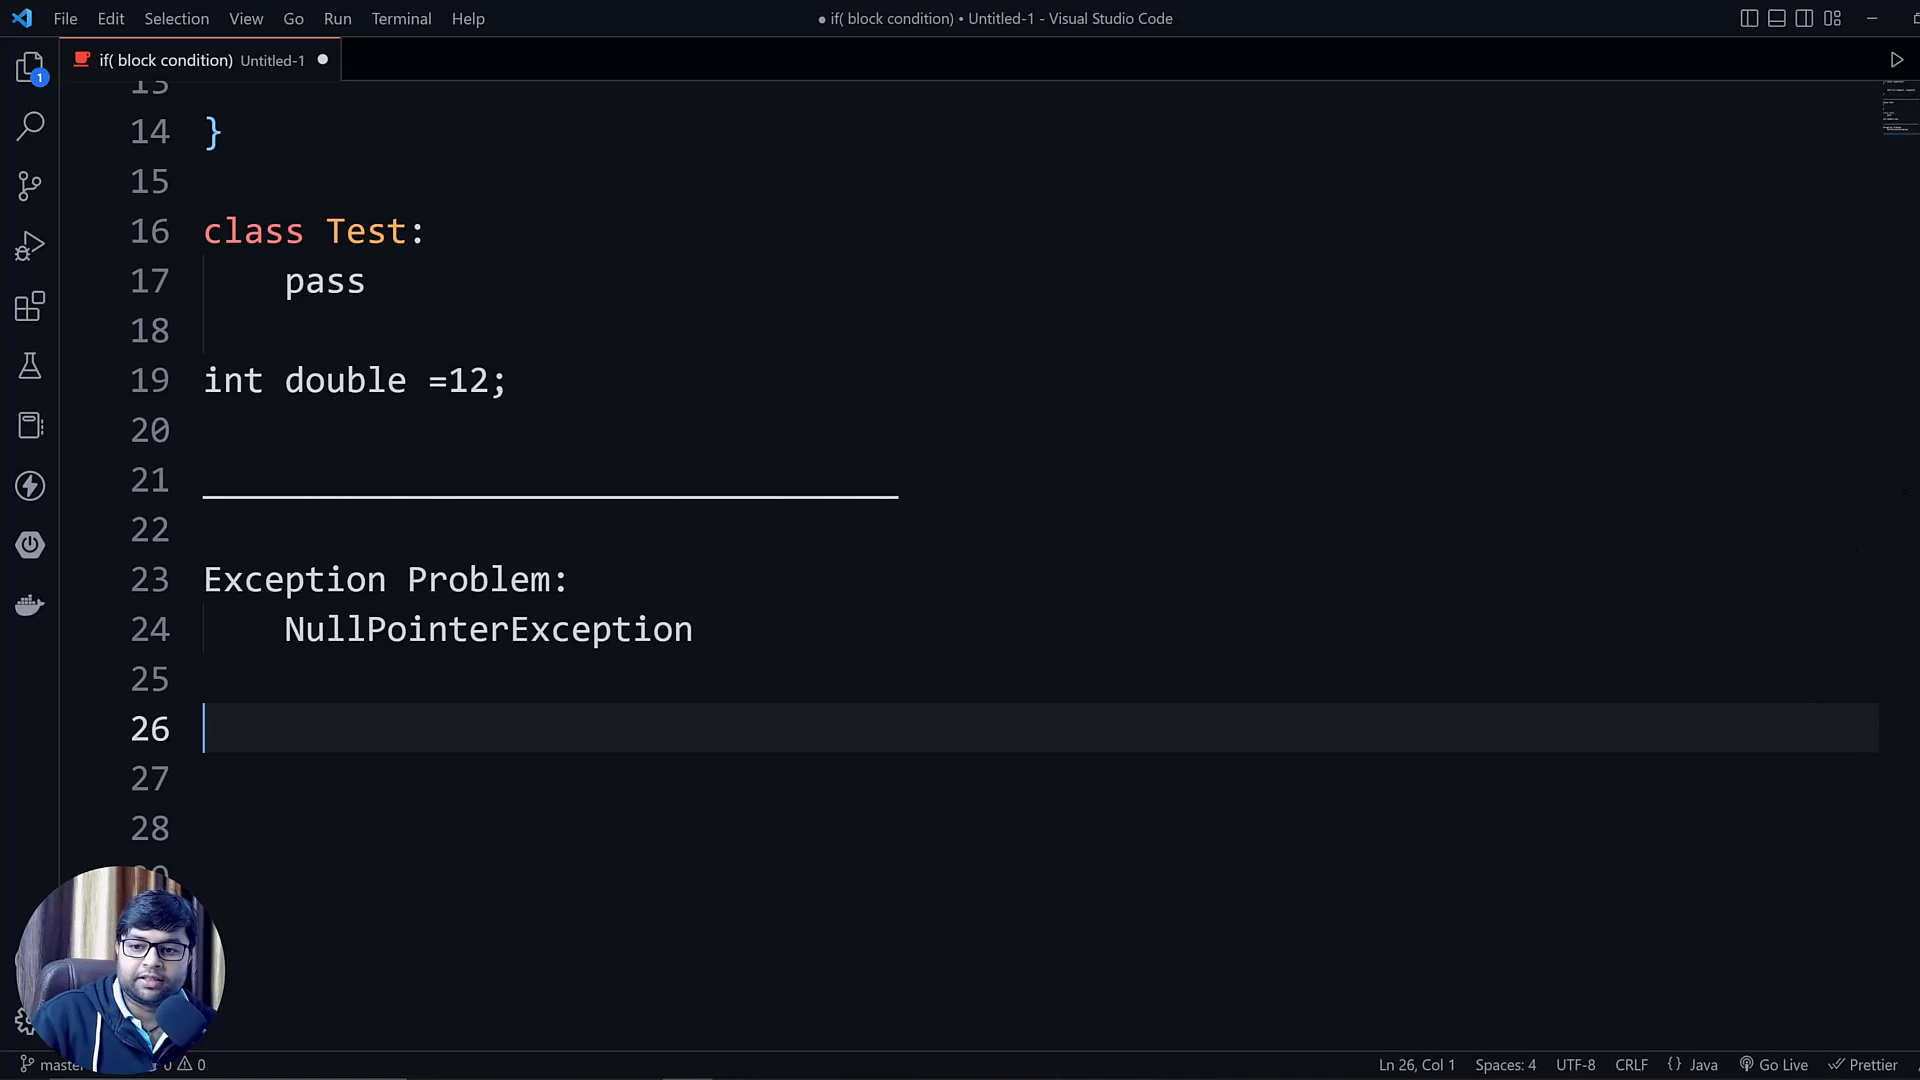 File Edit Selection View Go Run Terminal Help
● if( block condition) • Untitled-1 - Visual Studio Code
if( block condition) Untitled-1
1
13
14 }
15
16 class Test:
17 pass
18
19 int double =12;
20
21 __________________________________
22
23 Exception Problem:
24 NullPointerException
25
26
27
28
Ln 26, Col 1 Spaces: 4 UTF-8 CRLF {} Java Go Live Prettier
0